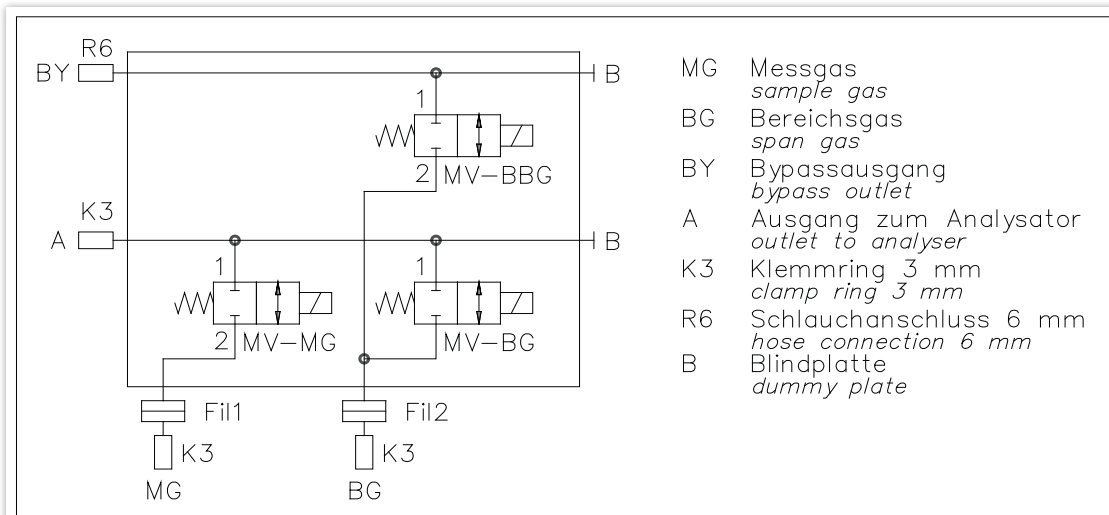 R6
BY
B
1
2 MV-BBG
K3
A
B
1
1
2 MV-MG
MV-BG
Fil1
Fil2
K3
K3
MG
BG
MG Messgas
sample gas
BG Bereichsgas
span gas
BY Bypassausgang
bypass outlet
A Ausgang zum Analysator
outlet to analyser
K3 Klemmring 3 mm
clamp ring 3 mm
R6 Schlauchanschluss 6 mm
hose connection 6 mm
B Blindplatte
dummy plate